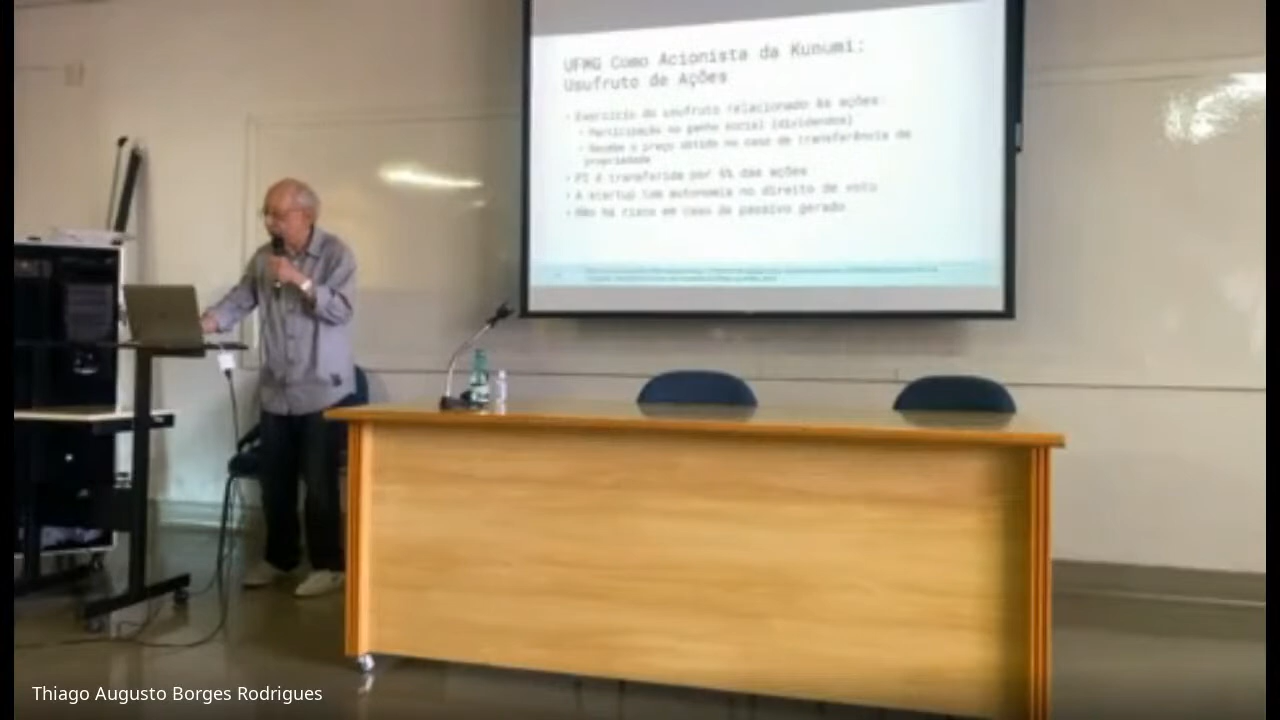 UFMG Como Acionista da Kunumi:
Usufruto de Ações
• Exercício do usufruto relacionado às ações:
• Participação no ganho social (dividendos)
• Recebe o preço obtido no caso de transferência de
propriedade
• PI é transferida por 5% das ações
• A startup tem autonomia no direito de voto
• Não há risco em caso de passivo gerado
Thiago Augusto Borges Rodrigues